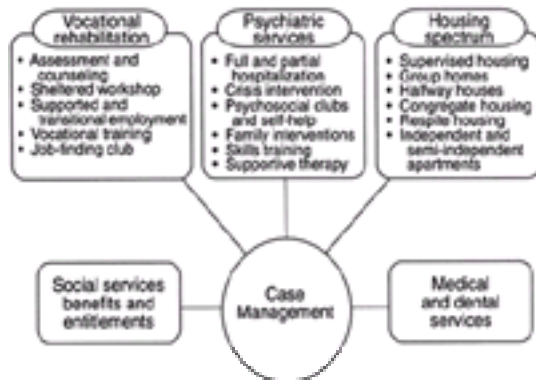 Vocational
rehabilitation
• Assessment and
counseling
• Sheltered workshop
• Supported and
transitional employment
• Vocational training
• Job-finding club
Psychiatric
services
• Full and partial
hospitalization
• Crisis intervention
• Psychosocial clubs
and self-help
• Family interventions
• Skills training
• Supportive therapy
Housing
spectrum
• Supervised housing
• Group homes
• Halfway houses
• Congregate housing
• Respite housing
• Independent and
semi-independent
apartments
Social services
benefits and
entitlements
Case
Management
Medical
and dental
services